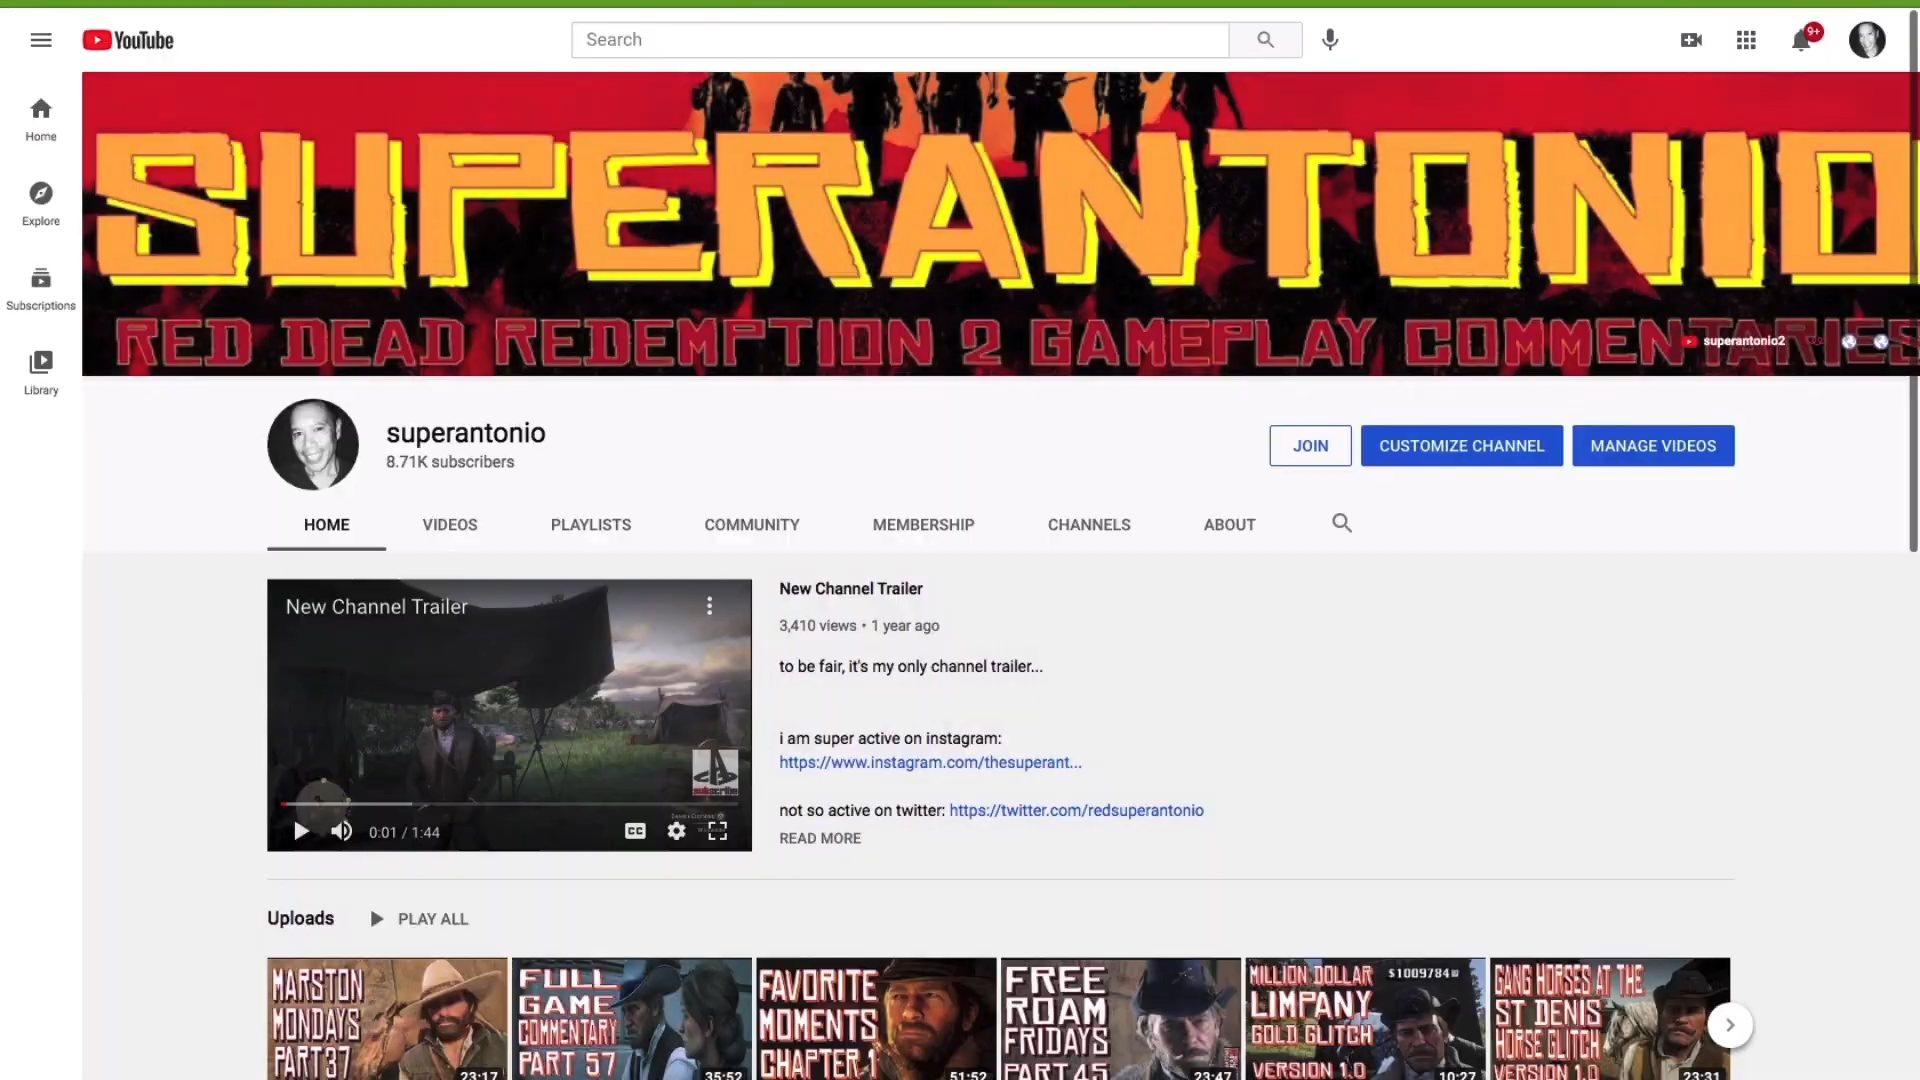 YouTube
Search
9+
Home
Explore
Subscriptions
Library
SUPERANTONIO
RED DEAD REDEMPTION 2 GAMEPLAY COMMENTARIES
superantonio2
superantonio
8.71K subscribers
JOIN
CUSTOMIZE CHANNEL
MANAGE VIDEOS
HOME
VIDEOS
PLAYLISTS
COMMUNITY
MEMBERSHIP
CHANNELS
ABOUT
New Channel Trailer
subscribe
0:01 / 1:44
CC
New Channel Trailer
3,410 views • 1 year ago
to be fair, it's my only channel trailer...
i am super active on instagram:
https://www.instagram.com/thesuperant...
not so active on twitter: https://twitter.com/redsuperantonio
READ MORE
Uploads
PLAY ALL
MARSTON
MONDAYS
PART 37
23:17
FULL
GAME
COMMENTARY
PART 57
35:52
FAVORITE
MOMENTS
CHAPTER 1
51:52
FREE
ROAM
FRIDAYS
PART 45
23:47
MILLION DOLLAR
$1009784
LIMPANY
GOLD GLITCH
VERSION 1.0
10:27
GANG HORSES AT THE
ST DENIS
HORSE GLITCH
VERSION 1.0
23:31